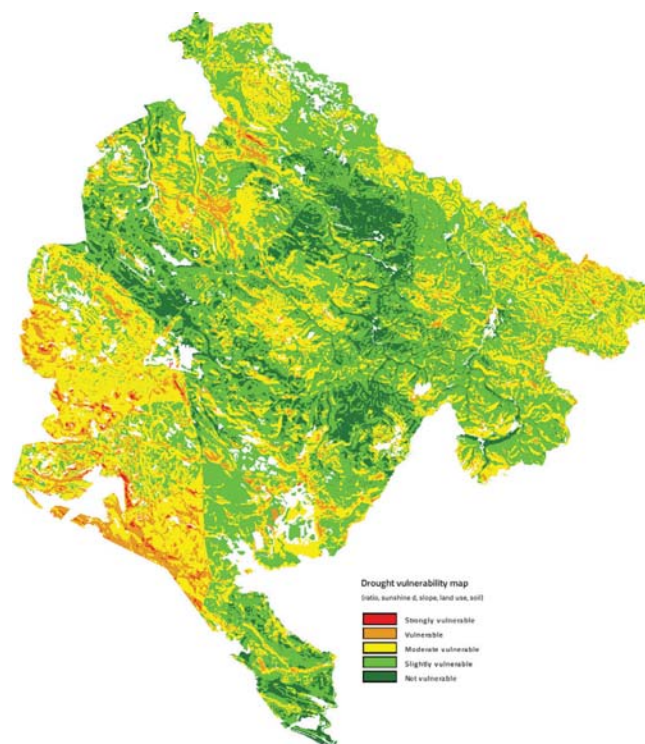 Drought vulnerability map
(ratio, sunshine d, slope, land use, soil)
Strongly vulnerable
Vulnerable
Moderate vulnerable
Slightly vulnerable
Not vulnerable